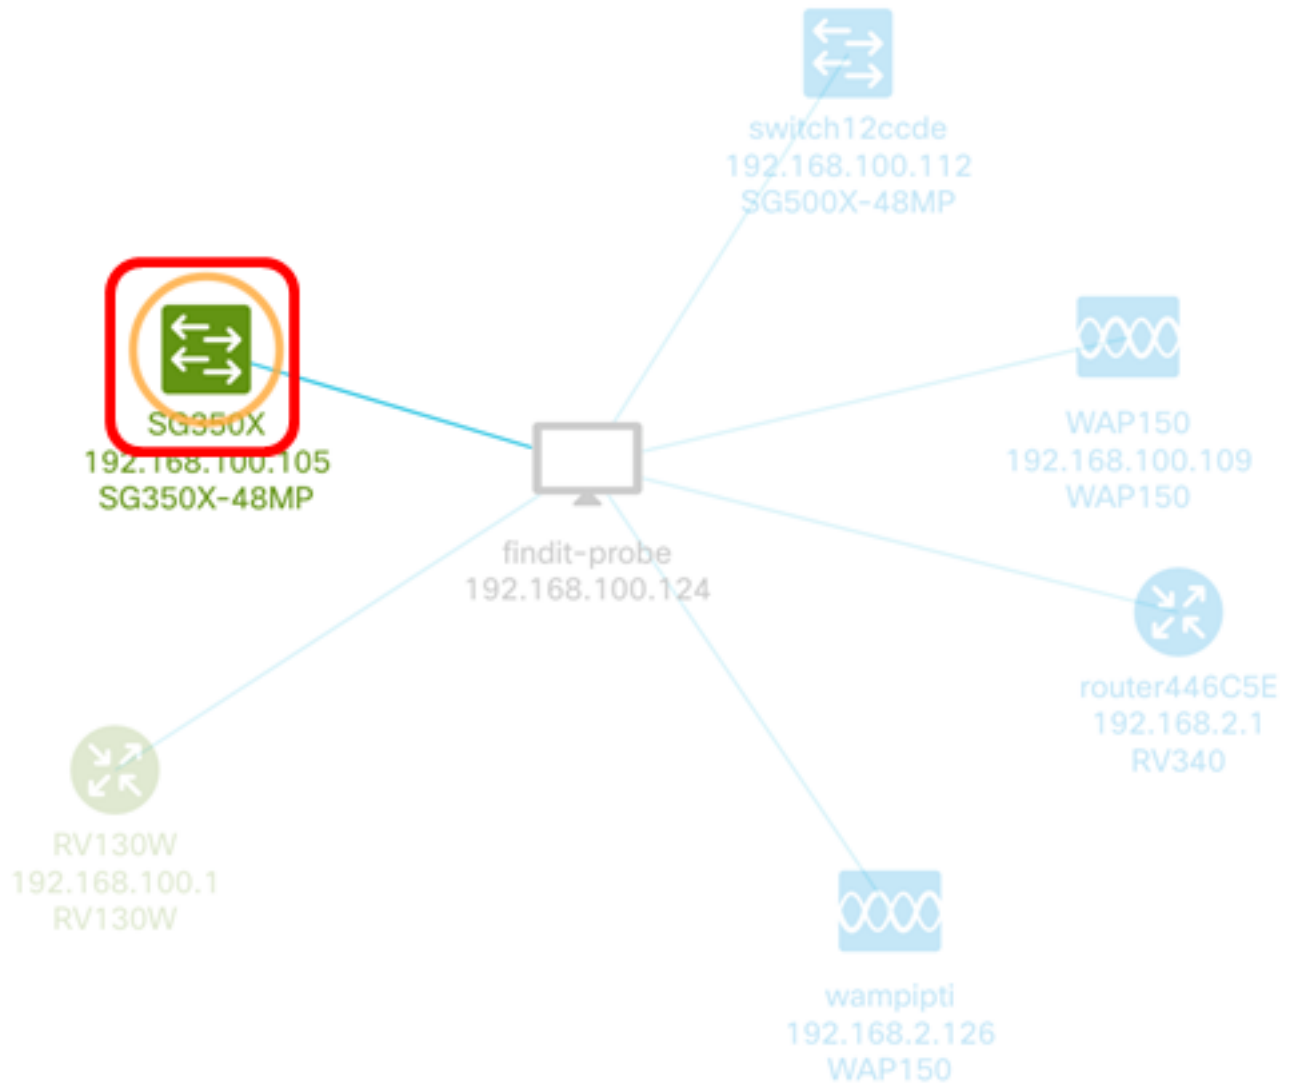 switch12ccde
192.168.100.112
SG500X-48MP
SG350X
192.168.100.105
SG350X-48MP
WAP150
192.168.100.109
WAP150
findit-probe
192.168.100.124
router446C5E
192.168.2.1
RV340
RV130W
192.168.100.1
RV130W
wampipti
192.168.2.126
WAP150